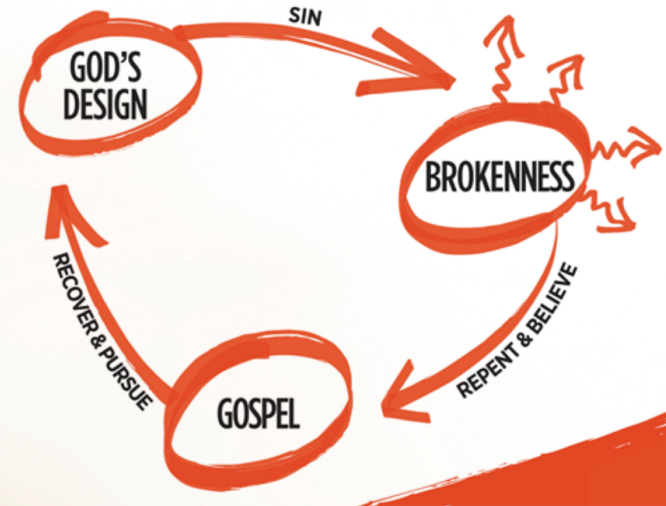 SIN
GOD'S
DESIGN
BROKENNESS
REPENT & BELIEVE
GOSPEL
RECOVER & PURSUE